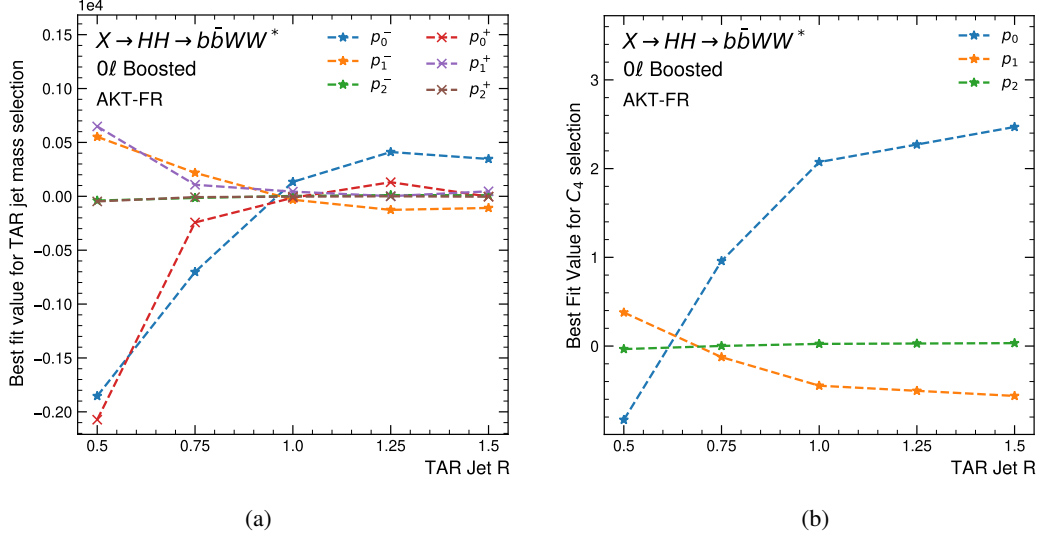 1e4
X → HH → bb̄WW*
0ℓ Boosted
AKT-FR
p₀⁻
p₁⁻
p₂⁻
p₀⁺
p₁⁺
p₂⁺
0.15
0.10
0.05
0.00
−0.05
−0.10
−0.15
−0.20
Best fit value for TAR jet mass selection
0.5 0.75 1.0 1.25 1.5
TAR Jet R
(a)
X → HH → bb̄WW*
0ℓ Boosted
AKT-FR
p₀
p₁
p₂
3
2
1
0
Best Fit Value for C₄ selection
0.5 0.75 1.0 1.25 1.5
TAR Jet R
(b)